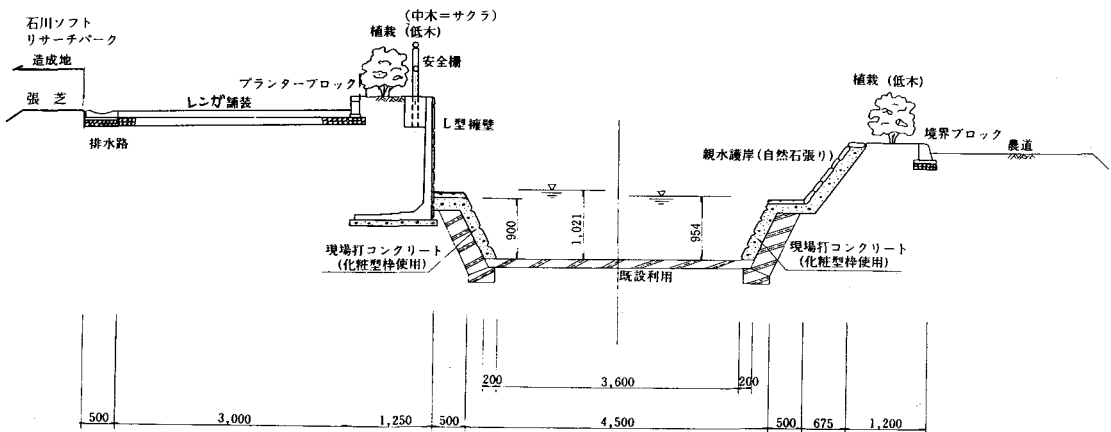 石川ソフト
リサーチパーク
造成地
張芝
排水路
レンガ舗装
プランターブロック
(中木＝サクラ)
植栽(低木)
安全柵
L型擁壁
現場打コンクリート
(化粧型枠使用)
900
1,021
954
既設利用
親水護岸(自然石張り)
植栽(低木)
境界ブロック
農道
現場打コンクリート
(化粧型枠使用)
200
3,600
200
500
3,000
1,250
500
4,500
500
675
1,200